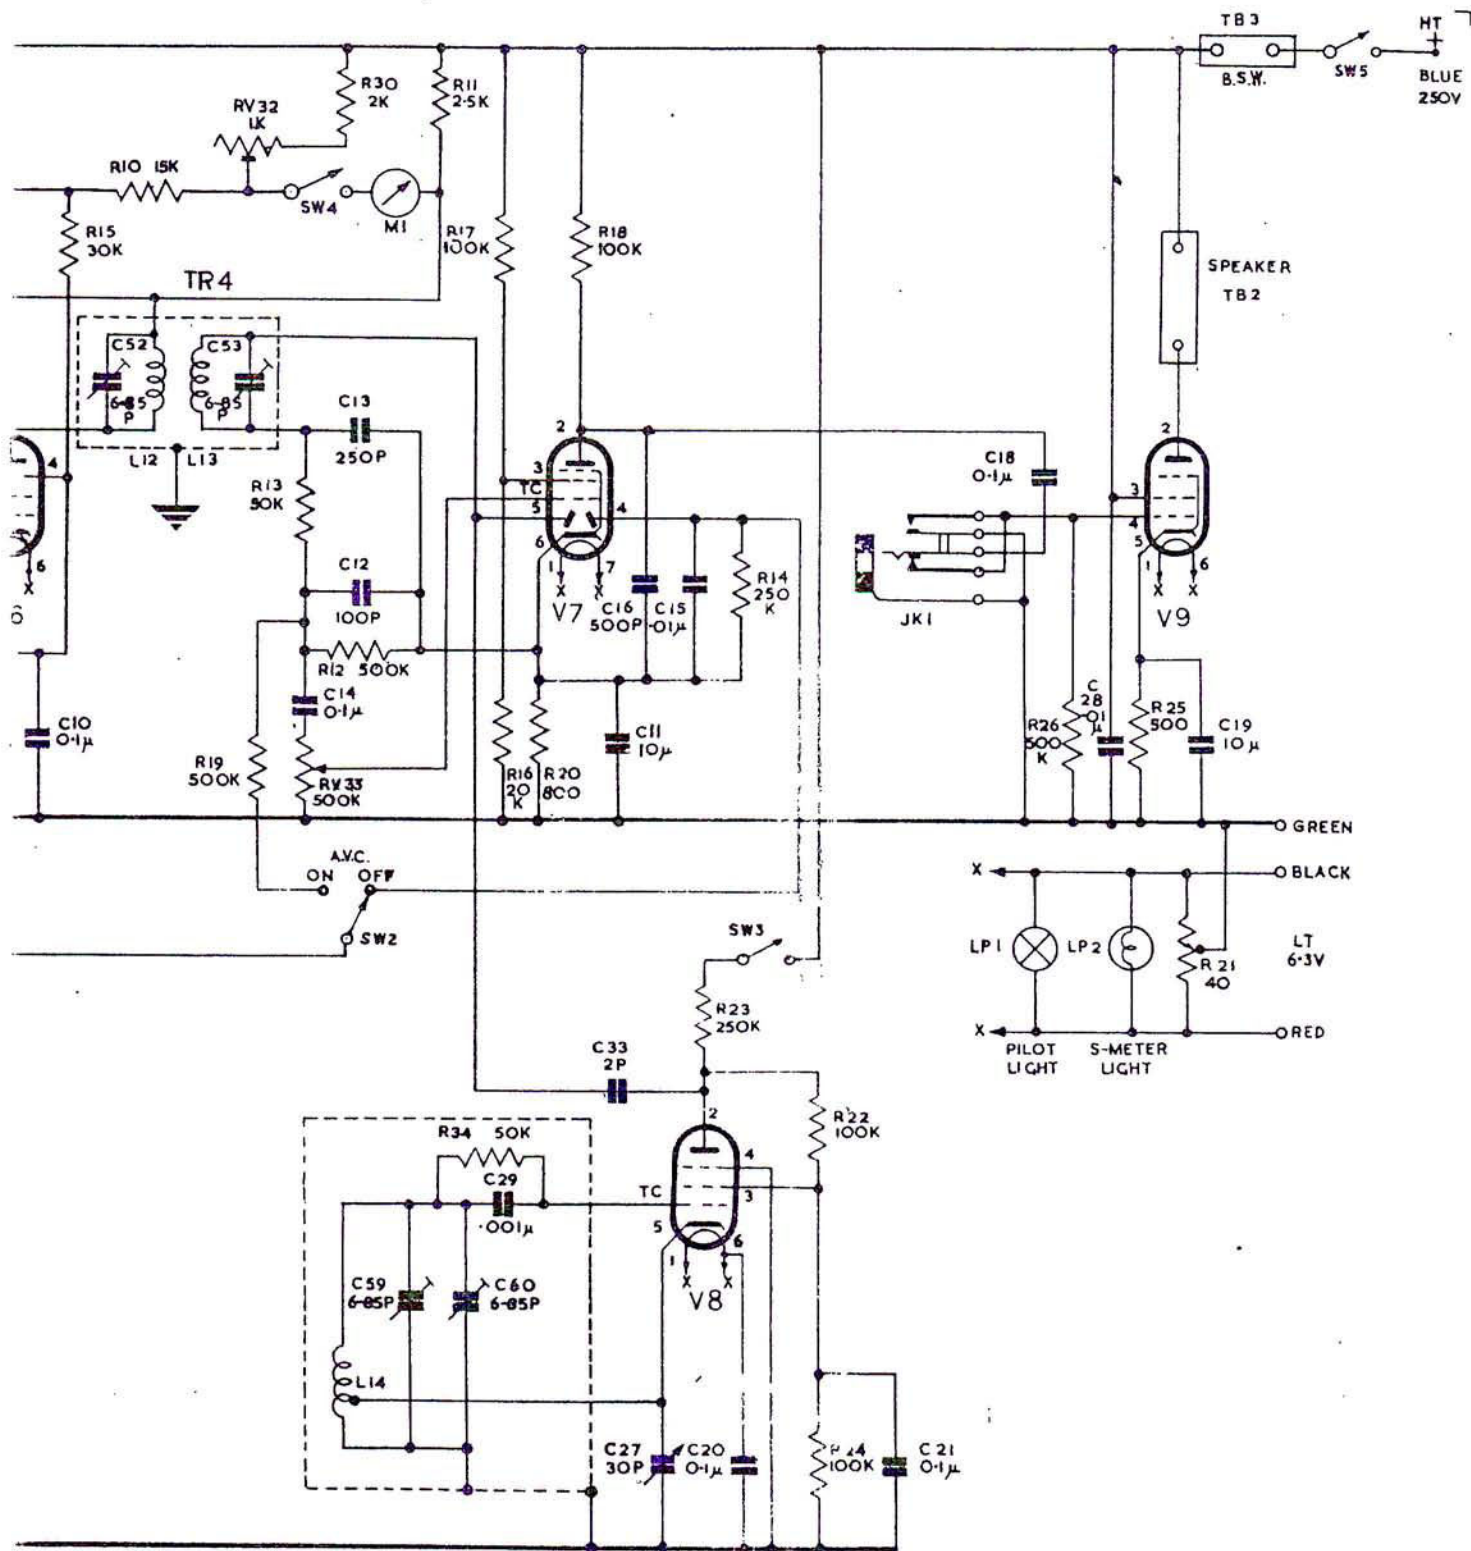 TB3
HT
+
B.S.W.
SW5
BLUE
250V
R30
2K
R11
2·5K
RV32
1K
R10 15K
SW4
M1
R15
30K
R17
100K
R18
100K
SPEAKER
TB2
TR4
C52
6-85
P
C53
6-85
P
L12
L13
C13
250P
R13
50K
C12
100P
R12 500K
C14
0·1µ
RV33
500K
R19
500K
C10
0·1µ
4
6
X
2
3
TC
5
4
6
1
7
X
X
V7
C16
500P
C15
·01µ
R14
250
K
C11
10µ
R16
20
K
R20
800
C18
0·1µ
JK1
2
3
4
5
1
6
X
X
V9
R26
500
K
C
28
R25
500
C19
10µ
GREEN
X
BLACK
LP1
LP2
R21
40
LT
6·3V
X
RED
PILOT
LIGHT
S-METER
LIGHT
A.V.C.
ON
OFF
SW2
SW3
R23
250K
C33
2P
R22
100K
R34 50K
C29
·001µ
TC
2
4
3
5
1
6
X
X
V8
C59
6-85P
C60
6-85P
L14
C27
30P
C20
0·1µ
R24
100K
C21
0·1µ